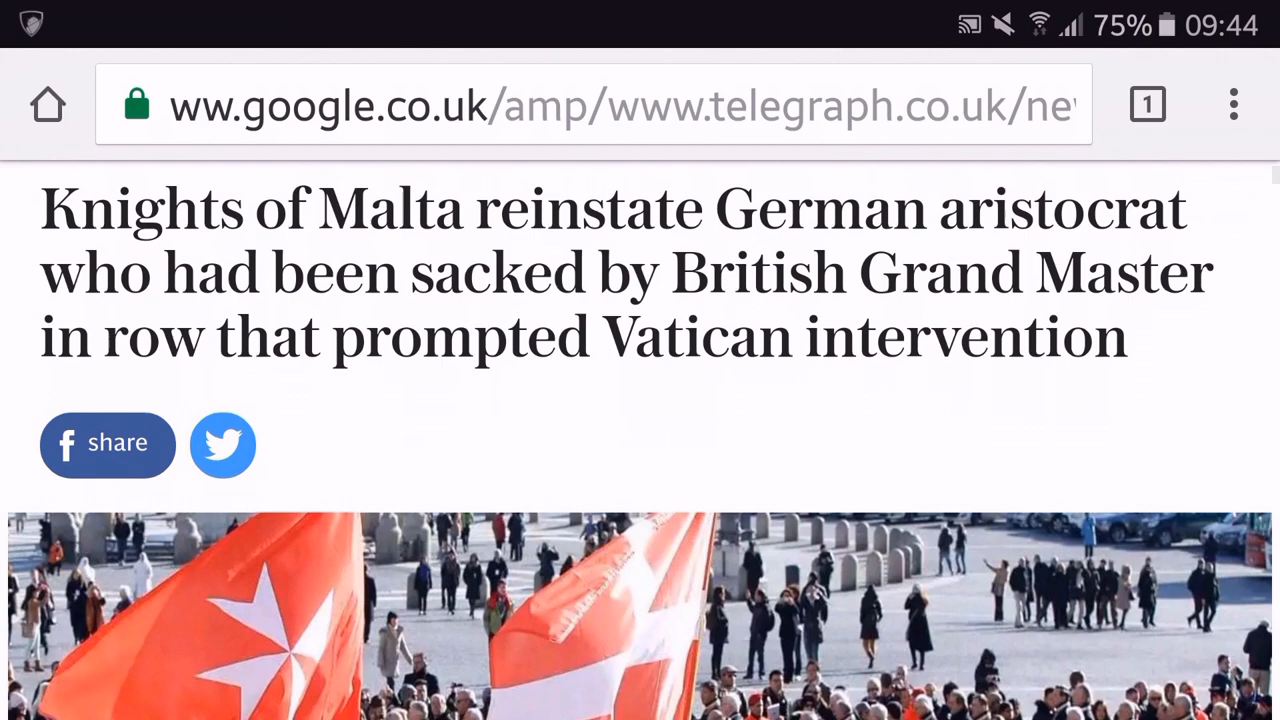 75% 09:44
ww.google.co.uk/amp/www.telegraph.co.uk/ne
1
Knights of Malta reinstate German aristocrat
who had been sacked by British Grand Master
in row that prompted Vatican intervention
f share